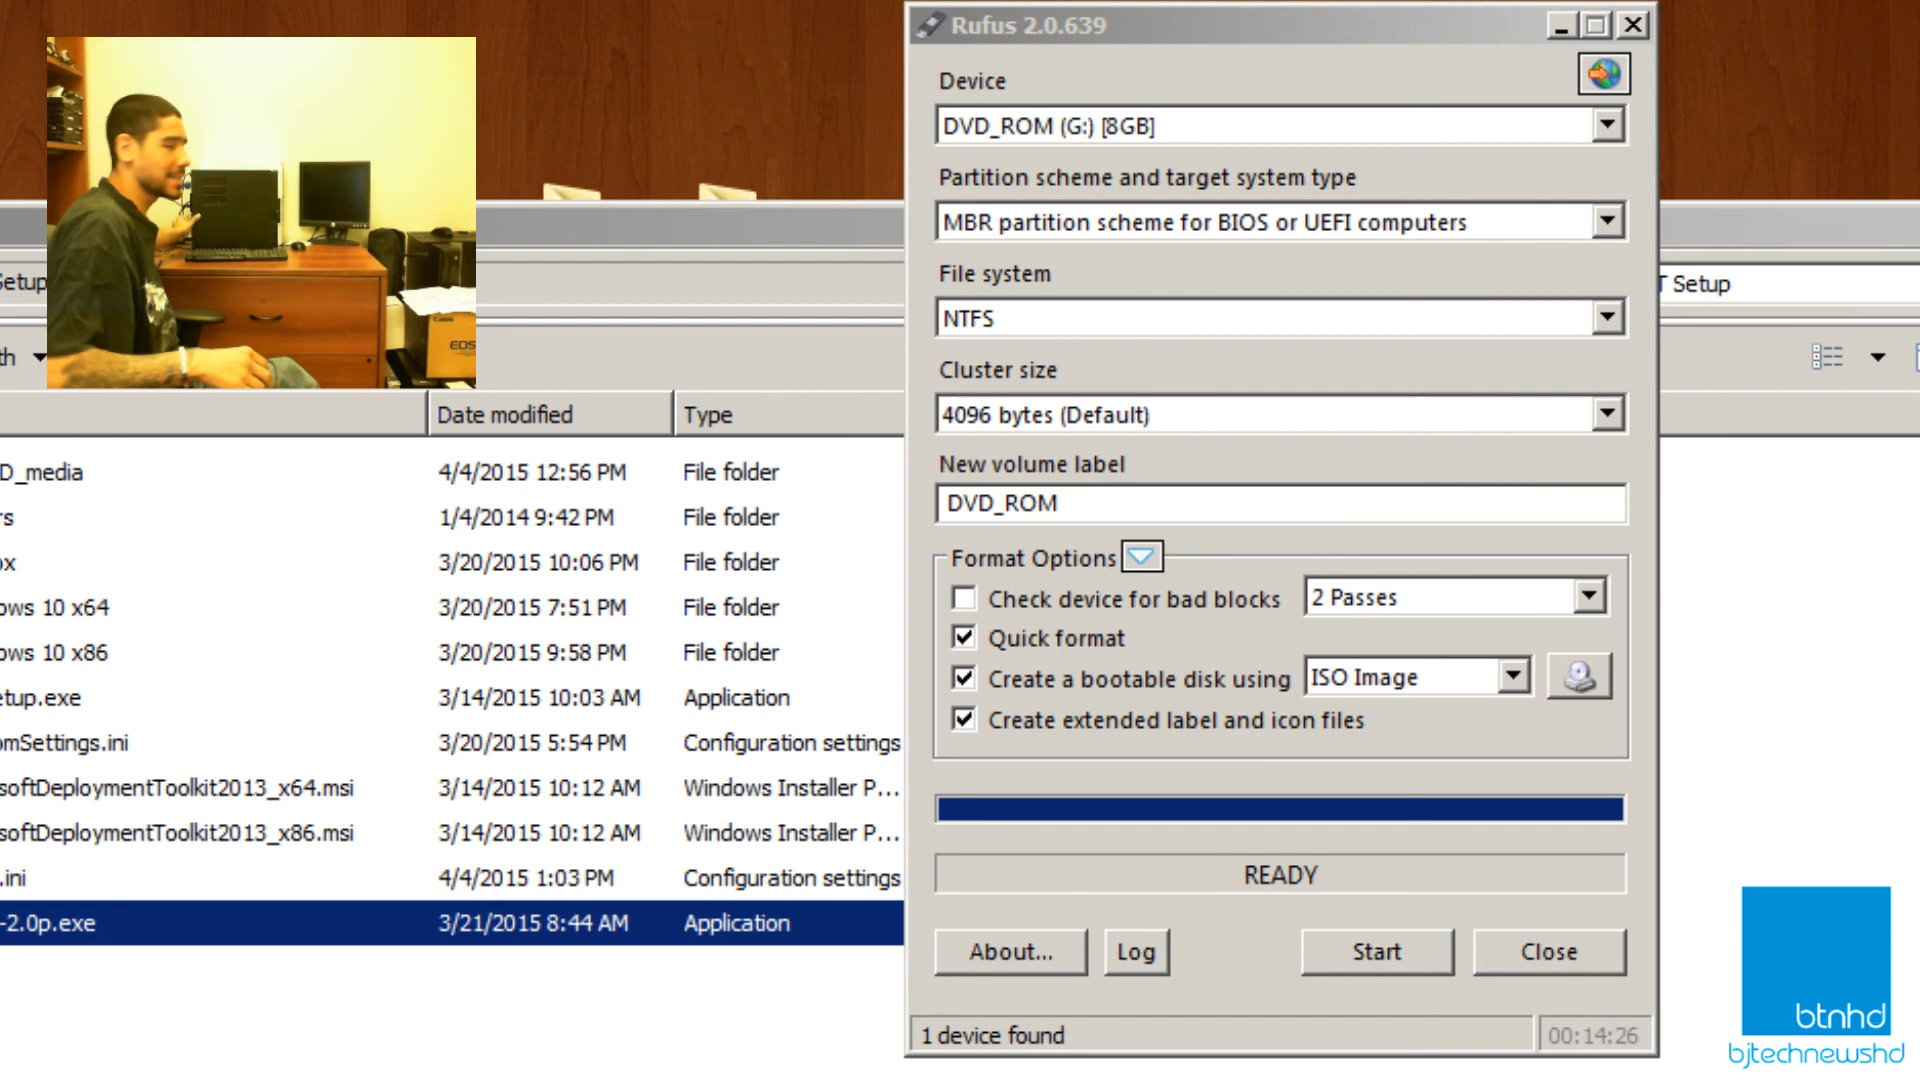 Rufus 2.0.639
Device
DVD_ROM (G:) [8GB]
Partition scheme and target system type
MBR partition scheme for BIOS or UEFI computers
File system
NTFS
Cluster size
4096 bytes (Default)
New volume label
DVD_ROM
Format Options
Check device for bad blocks 2 Passes
Quick format
Create a bootable disk using ISO Image
Create extended label and icon files
READY
About... Log Start Close
1 device found 00:14:26
Setup
T Setup
th
Date modified Type
D_media 4/4/2015 12:56 PM File folder
rs 1/4/2014 9:42 PM File folder
ox 3/20/2015 10:06 PM File folder
ows 10 x64 3/20/2015 7:51 PM File folder
ows 10 x86 3/20/2015 9:58 PM File folder
etup.exe 3/14/2015 10:03 AM Application
omSettings.ini 3/20/2015 5:54 PM Configuration settings
softDeploymentToolkit2013_x64.msi 3/14/2015 10:12 AM Windows Installer P...
softDeploymentToolkit2013_x86.msi 3/14/2015 10:12 AM Windows Installer P...
.ini 4/4/2015 1:03 PM Configuration settings
-2.0p.exe 3/21/2015 8:44 AM Application
Canon
EOS
btnhd
bjtechnewshd